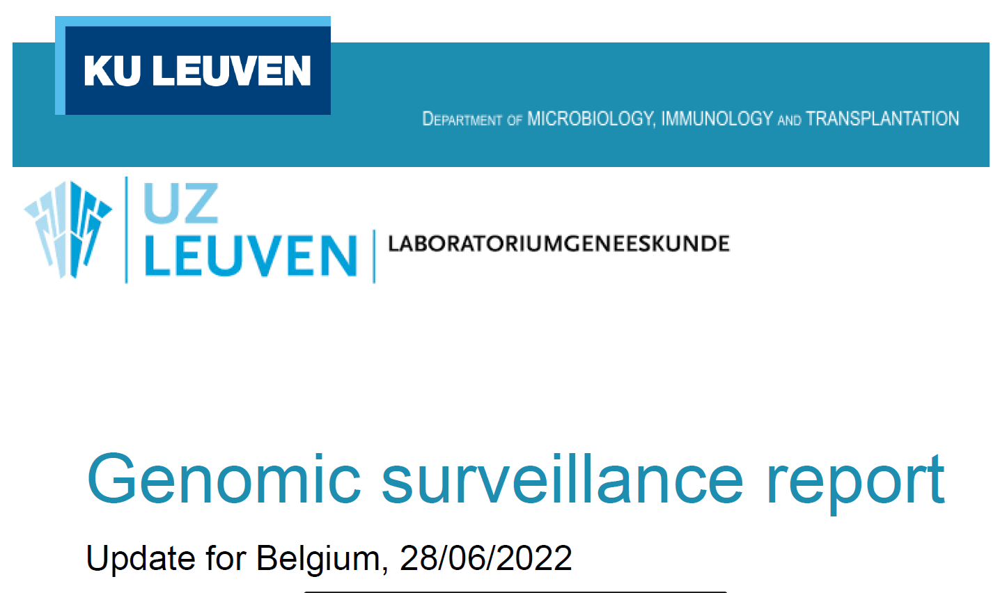 KU LEUVEN
DEPARTMENT OF MICROBIOLOGY, IMMUNOLOGY AND TRANSPLANTATION
UZ
LEUVEN
LABORATORIUMGENEESKUNDE
Genomic surveillance report
Update for Belgium, 28/06/2022